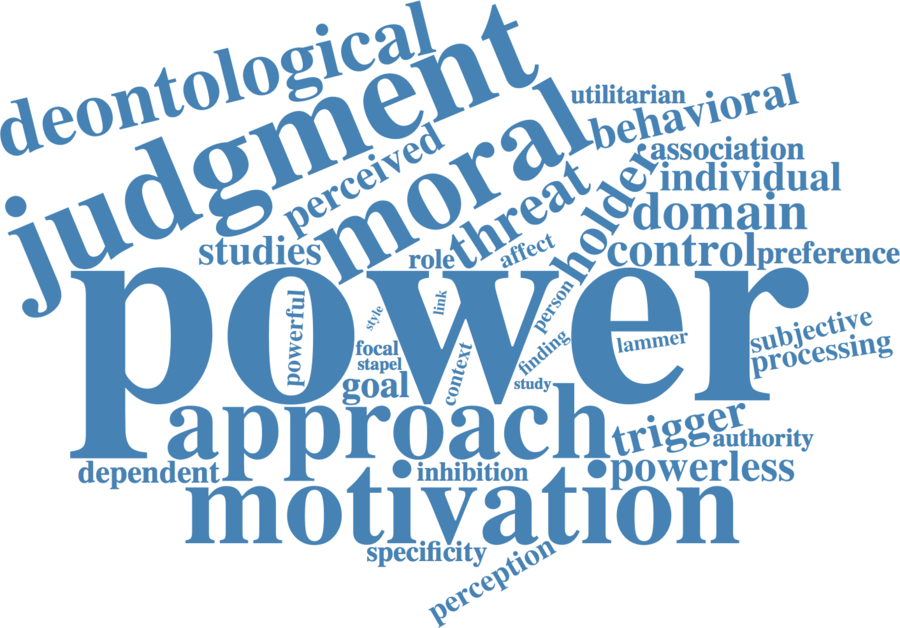 deontological
judgment
utilitarian
behavioral
perceived
moral
association
individual
threat
holder
domain
studies
role
affect
control
preference
power
powerful
style
link
person
focal
stapel
goal
context
finding
study
lammer
subjective
processing
approach
trigger
authority
dependent
inhibition
powerless
motivation
specificity
perception